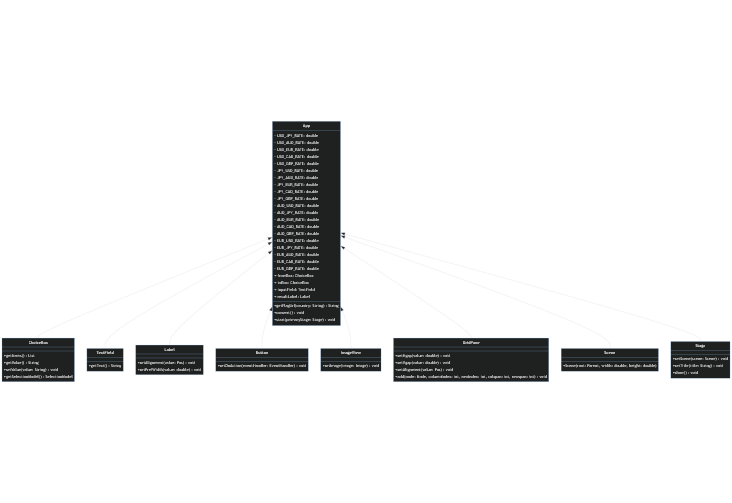 App
- USD_JPY_RATE: double
- USD_AUD_RATE: double
- USD_EUR_RATE: double
- USD_CAD_RATE: double
- USD_GBP_RATE: double
- JPY_USD_RATE: double
- JPY_AUD_RATE: double
- JPY_EUR_RATE: double
- JPY_CAD_RATE: double
- JPY_GBP_RATE: double
- AUD_USD_RATE: double
- AUD_JPY_RATE: double
- AUD_EUR_RATE: double
- AUD_CAD_RATE: double
- AUD_GBP_RATE: double
- EUR_USD_RATE: double
- EUR_JPY_RATE: double
- EUR_AUD_RATE: double
- EUR_CAD_RATE: double
- EUR_GBP_RATE: double
+ fromBox: ChoiceBox
+ toBox: ChoiceBox
+ inputField: TextField
+ resultLabel: Label
+getFlagUrl(country: String) : String
+convert() : void
+start(primaryStage: Stage) : void
ChoiceBox
+getItems() : List
+getValue() : String
+setValue(value: String) : void
+getSelectionModel() : SelectionModel
TextField
+getText() : String
Label
+setAlignment(value: Pos) : void
+setPrefWidth(value: double) : void
Button
+setOnAction(eventHandler: EventHandler) : void
ImageView
+setImage(image: Image) : void
GridPane
+setHgap(value: double) : void
+setVgap(value: double) : void
+setAlignment(value: Pos) : void
+add(node: Node, columnIndex: int, rowIndex: int, colspan: int, rowspan: int) : void
Scene
+Scene(root: Parent, width: double, height: double)
Stage
+setScene(scene: Scene) : void
+setTitle(title: String) : void
+show() : void